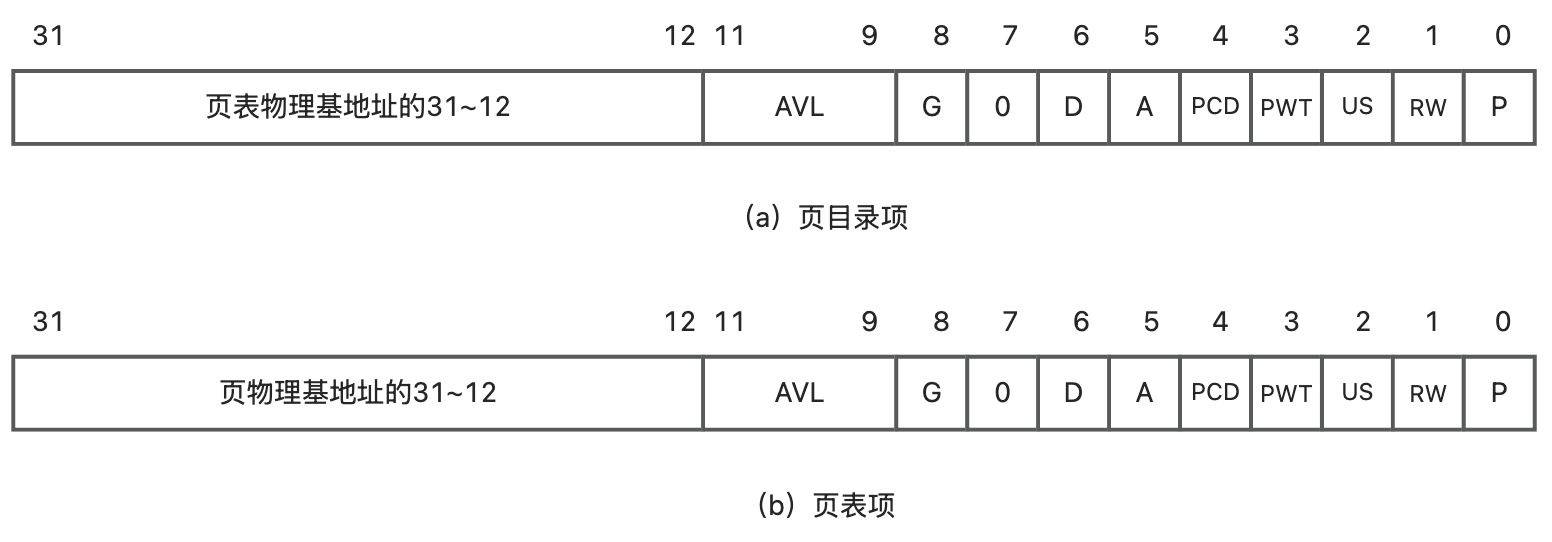 31 12 11 9 8 7 6 5 4 3 2 1 0
页表物理基地址的31~12 AVL G 0 D A PCD PWT US RW P
（a）页目录项
31 12 11 9 8 7 6 5 4 3 2 1 0
页物理基地址的31~12 AVL G 0 D A PCD PWT US RW P
（b）页表项